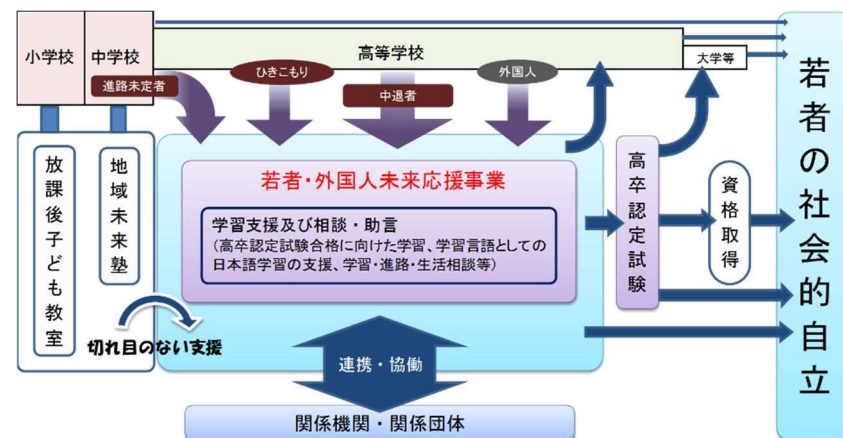 小学校
中学校
高等学校
大学等
進路未定者
ひきこもり
中退者
外国人
放課後子ども教室
地域未来塾
切れ目のない支援
若者・外国人未来応援事業
学習支援及び相談・助言
(高卒認定試験合格に向けた学習、学習言語としての
日本語学習の支援、学習・進路・生活相談等)
高卒認定試験
資格取得
若者の社会的自立
連携・協働
関係機関・関係団体